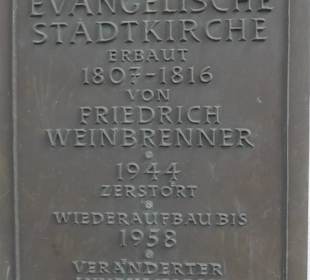 EVANGELISCHE
STADTKIRCHE
ERBAUT
1807-1816
VON
FRIEDRICH
WEINBRENNER
1944
ZERSTÖRT
WIEDERAUFBAU BIS
1958
VERÄNDERTER